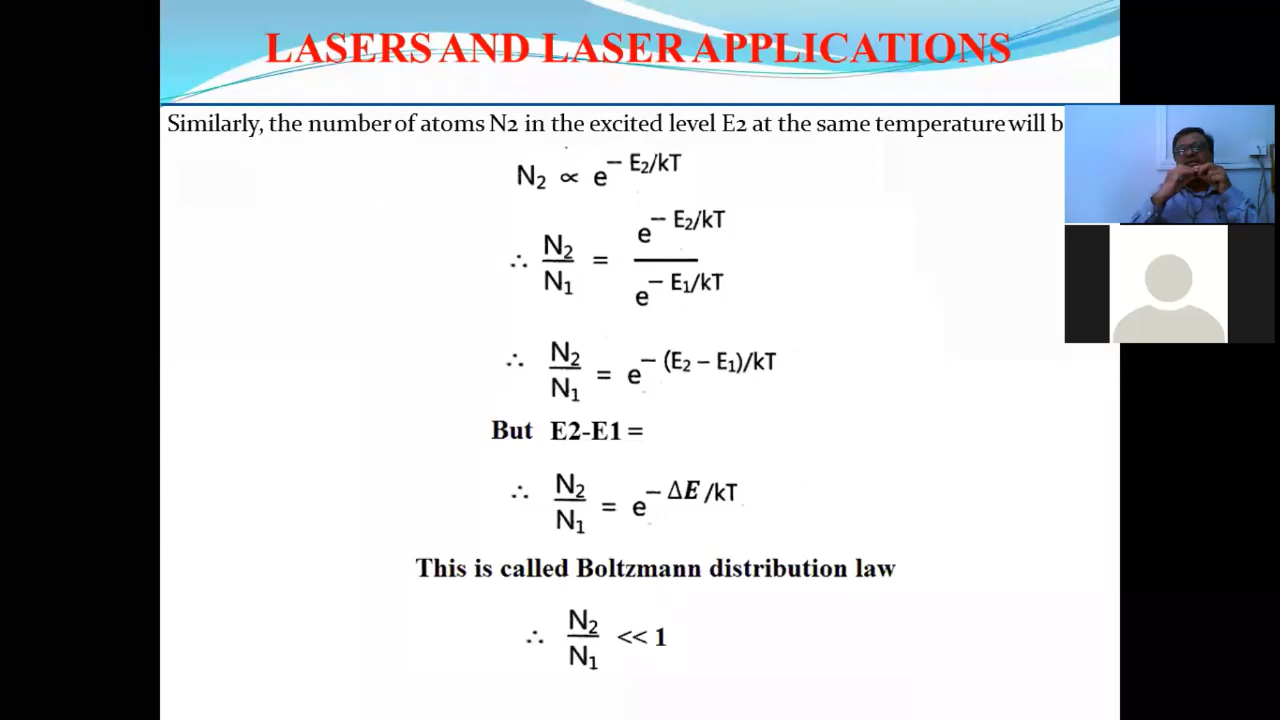 LASERS AND LASER APPLICATIONS
Similarly, the number of atoms N2 in the excited level E2 at the same temperature will b
N₂ ∝ e^(− E₂/kT)
∴ N₂/N₁ = e^(− E₂/kT) / e^(− E₁/kT)
∴ N₂/N₁ = e^(− (E₂ − E₁)/kT)
But E2-E1 =
∴ N₂/N₁ = e^(− ΔE/kT)
This is called Boltzmann distribution law
∴ N₂/N₁ << 1